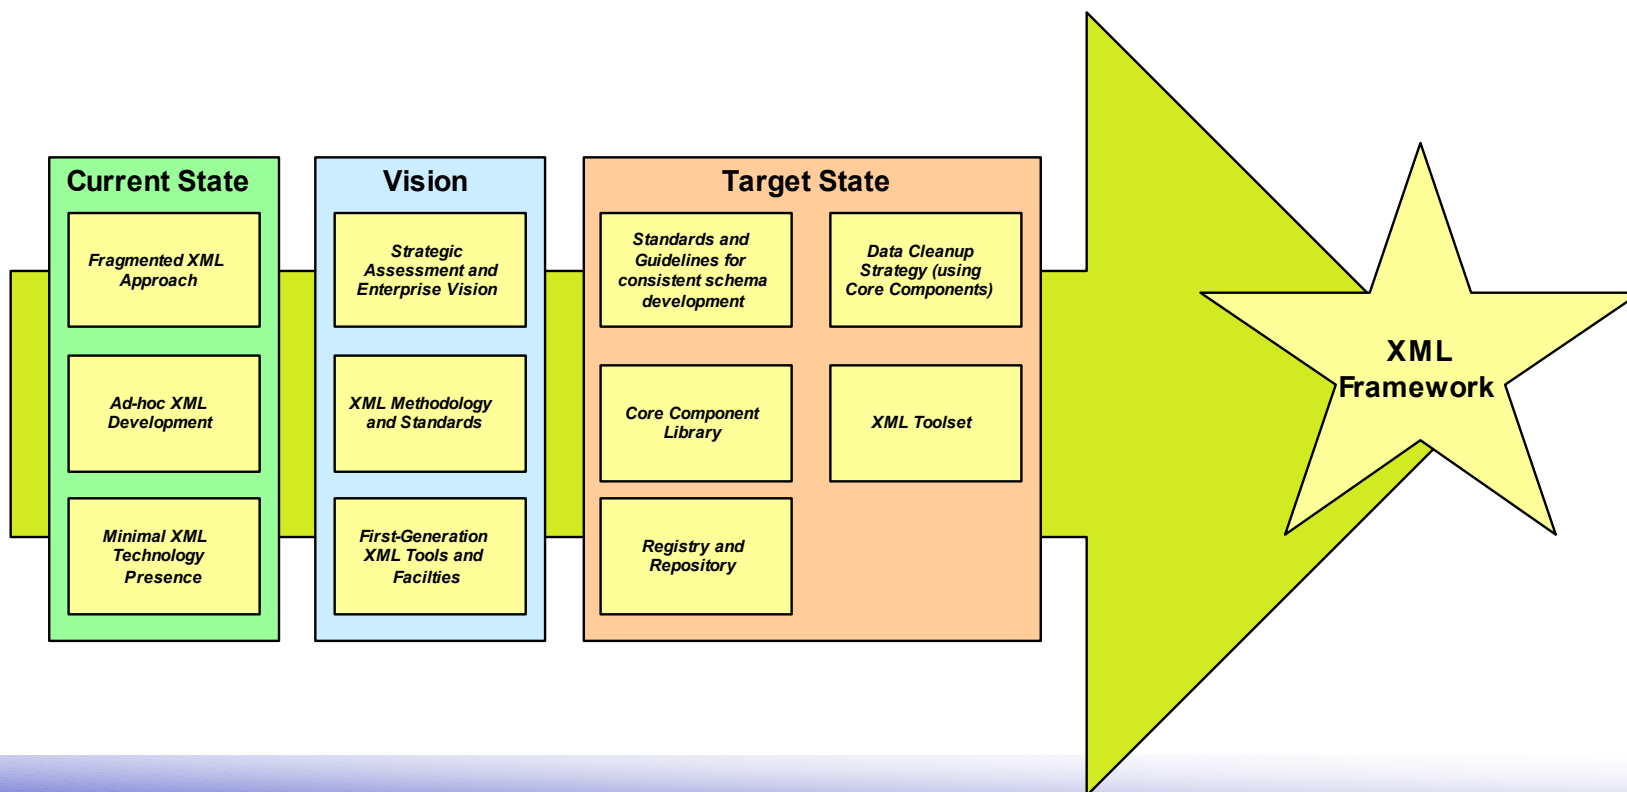 Current State
Fragmented XML
Approach
Ad-hoc XML
Development
Minimal XML
Technology
Presence
Vision
Strategic
Assessment and
Enterprise Vision
XML Methodology
and Standards
First-Generation
XML Tools and
Facilties
Target State
Standards and
Guidelines for
consistent schema
development
Data Cleanup
Strategy (using
Core Components)
Core Component
Library
XML Toolset
Registry and
Repository
XML
Framework